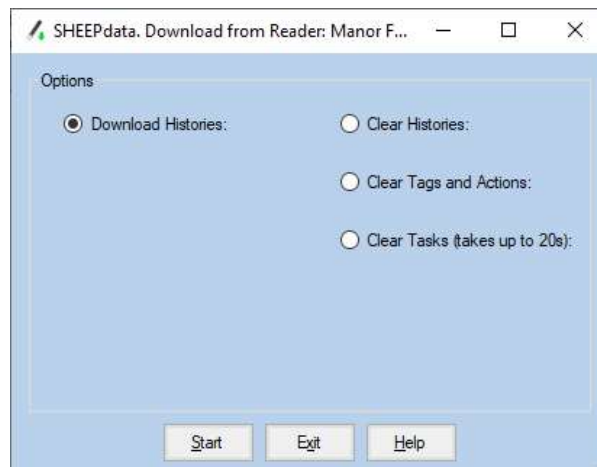 SHEEPdata. Download from Reader: Manor F...
Options
Download Histories:
Clear Histories:
Clear Tags and Actions:
Clear Tasks (takes up to 20s):
Start
Exit
Help